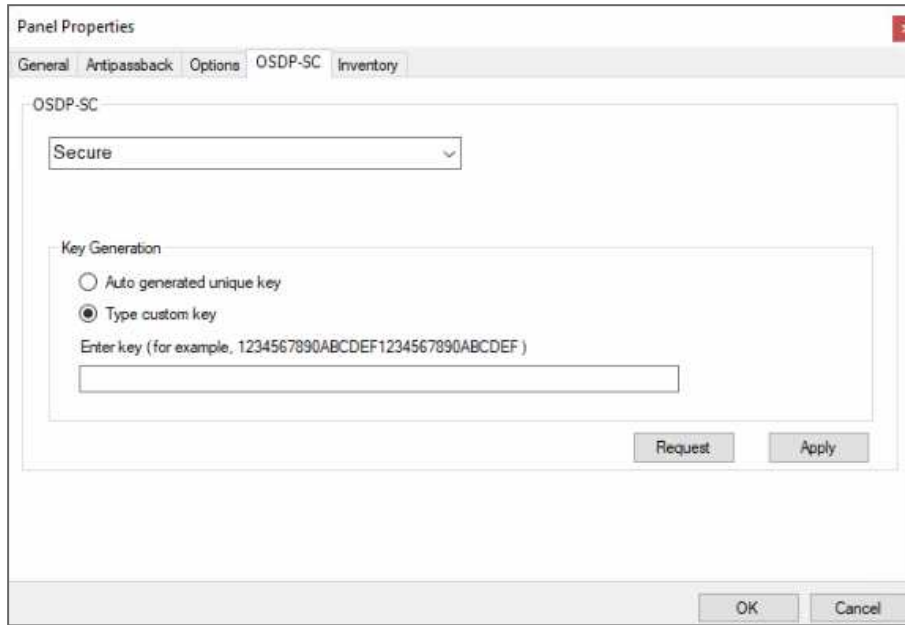 Panel Properties
General Antipassback Options OSDP-SC Inventory
OSDP-SC
Secure
Key Generation
Auto generated unique key
Type custom key
Enter key (for example, 1234567890ABCDEF1234567890ABCDEF )
Request Apply
OK Cancel